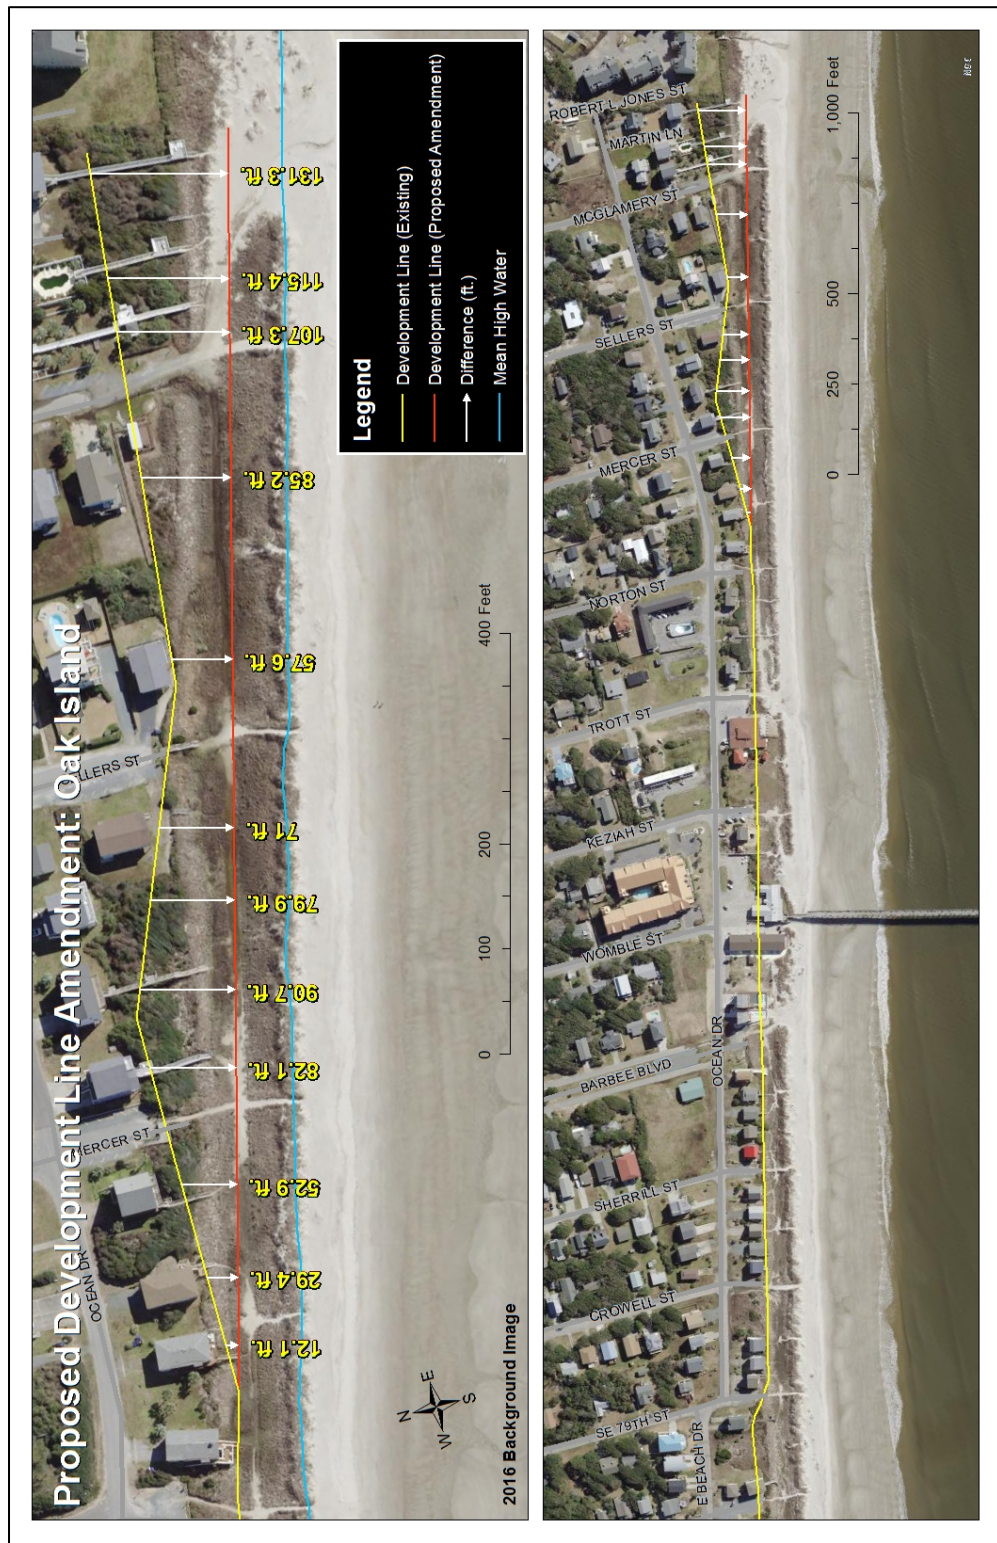 Proposed Development Line Amendment: Oak Island
OCEAN DR
MERCER ST
LLERS ST
12.1 ft.
29.4 ft.
52.9 ft.
82.1 ft.
90.7 ft.
79.9 ft.
71 ft.
57.6 ft.
85.2 ft.
107.3 ft.
115.4 ft.
131.3 ft.
Legend
Development Line (Existing)
Development Line (Proposed Amendment)
Difference (ft.)
Mean High Water
N
E
S
W
0 100 200 400 Feet
2016 Background Image
SE 79TH ST
E BEACH DR
CROWELL ST
SHERRILL ST
BARBEE BLVD
OCEAN DR
WOMBLE ST
KEZIAH ST
TROTT ST
NORTON ST
MERCER ST
SELLERS ST
MCGLAMERY ST
MARTIN LN
ROBERT L JONES ST
0 250 500 1,000 Feet